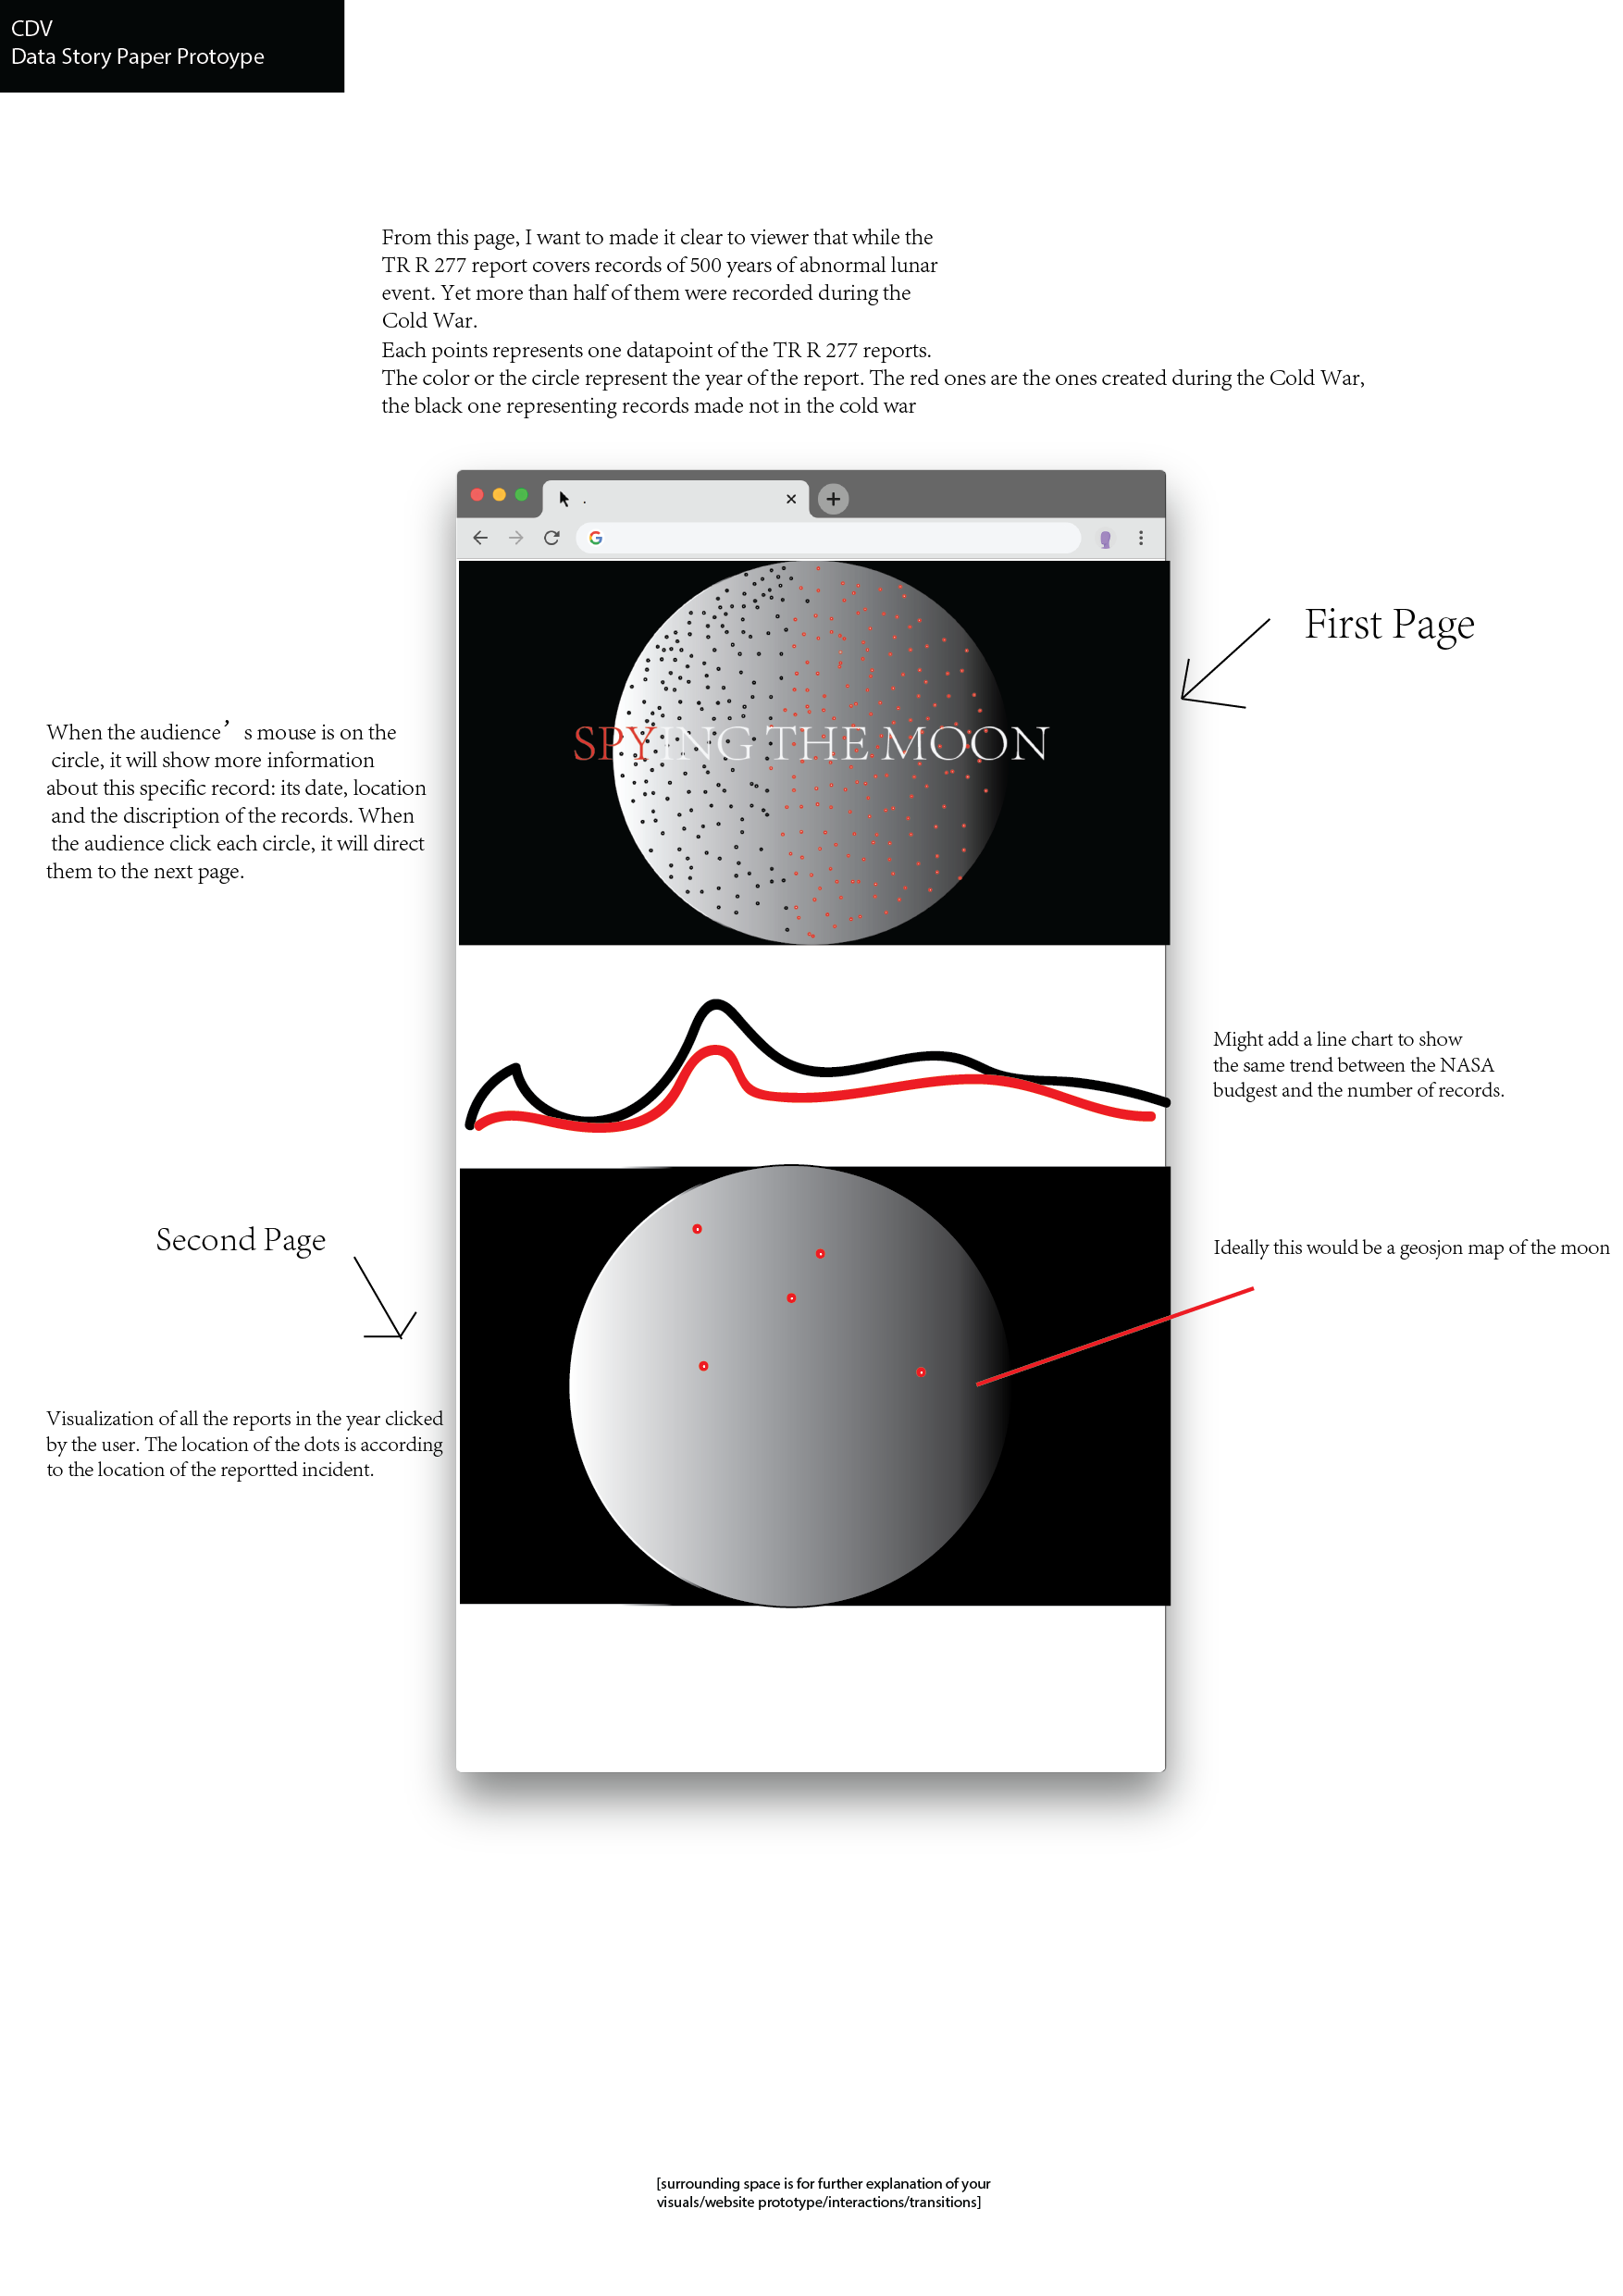 CDV
Data Story Paper Protoype
From this page, I want to made it clear to viewer that while the
TR R 277 report covers records of 500 years of abnormal lunar
event. Yet more than half of them were recorded during the
Cold War.
Each points represents one datapoint of the TR R 277 reports.
The color or the circle represent the year of the report. The red ones are the ones created during the Cold War,
the black one representing records made not in the cold war
First Page
When the audience’s mouse is on the
circle, it will show more information
about this specific record: its date, location
and the discription of the records. When
the audience click each circle, it will direct
them to the next page.
SPYING THE MOON
Might add a line chart to show
the same trend between the NASA
budgest and the number of records.
Second Page
Ideally this would be a geosjon map of the moon
Visualization of all the reports in the year clicked
by the user. The location of the dots is according
to the location of the reportted incident.
[surrounding space is for further explanation of your
visuals/website prototype/interactions/transitions]